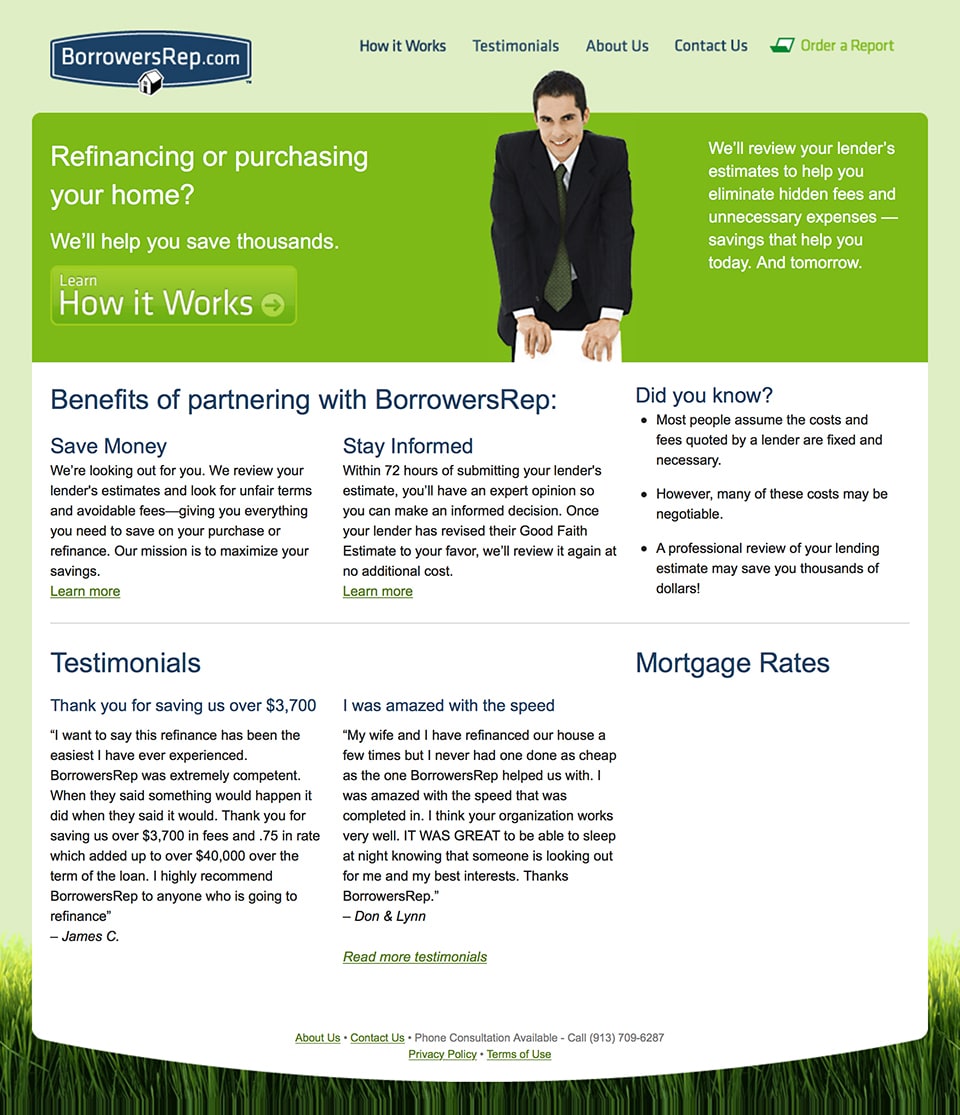 BorrowersRep.com
™
How it Works
Testimonials
About Us
Contact Us
Order a Report
Refinancing or purchasing
your home?
We’ll help you save thousands.
Learn
How it Works
We’ll review your lender’s
estimates to help you
eliminate hidden fees and
unnecessary expenses —
savings that help you
today. And tomorrow.
Benefits of partnering with BorrowersRep:
Save Money
We’re looking out for you. We review your
lender's estimates and look for unfair terms
and avoidable fees—giving you everything
you need to save on your purchase or
refinance. Our mission is to maximize your
savings.
Learn more
Stay Informed
Within 72 hours of submitting your lender's
estimate, you’ll have an expert opinion so
you can make an informed decision. Once
your lender has revised their Good Faith
Estimate to your favor, we’ll review it again at
no additional cost.
Learn more
Did you know?
• Most people assume the costs and
fees quoted by a lender are fixed and
necessary.
• However, many of these costs may be
negotiable.
• A professional review of your lending
estimate may save you thousands of
dollars!
Testimonials
Thank you for saving us over $3,700
“I want to say this refinance has been the
easiest I have ever experienced.
BorrowersRep was extremely competent.
When they said something would happen it
did when they said it would. Thank you for
saving us over $3,700 in fees and .75 in rate
which added up to over $40,000 over the
term of the loan. I highly recommend
BorrowersRep to anyone who is going to
refinance”
– James C.
I was amazed with the speed
“My wife and I have refinanced our house a
few times but I never had one done as cheap
as the one BorrowersRep helped us with. I
was amazed with the speed that was
completed in. I think your organization works
very well. IT WAS GREAT to be able to sleep
at night knowing that someone is looking out
for me and my best interests. Thanks
BorrowersRep.”
– Don & Lynn
Read more testimonials
Mortgage Rates
About Us • Contact Us • Phone Consultation Available - Call (913) 709-6287
Privacy Policy • Terms of Use